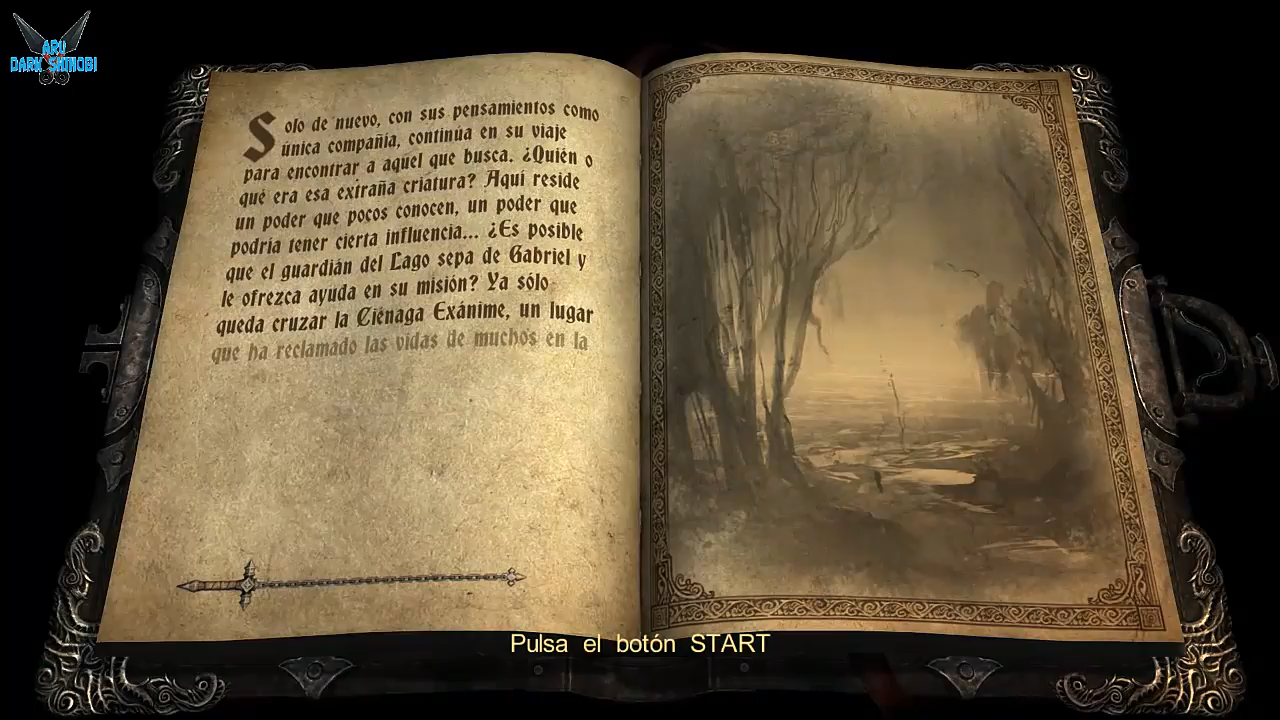 ARU
DARK SHINOBI
Solo de nuevo, con sus pensamientos como
única compañia, continúa en su viaje
para encontrar a aquel que busca. ¿Quién o
qué era esa extraña criatura? Aquí reside
un poder que pocos conocen, un poder que
podría tener cierta influencia... ¿Es posible
que el guardián del Lago sepa de Gabriel y
le ofrezca ayuda en su misión? Ya sólo
queda cruzar la Ciénaga Exánime, un lugar
que ha reclamado las vidas de muchos en la
Pulsa el botón START